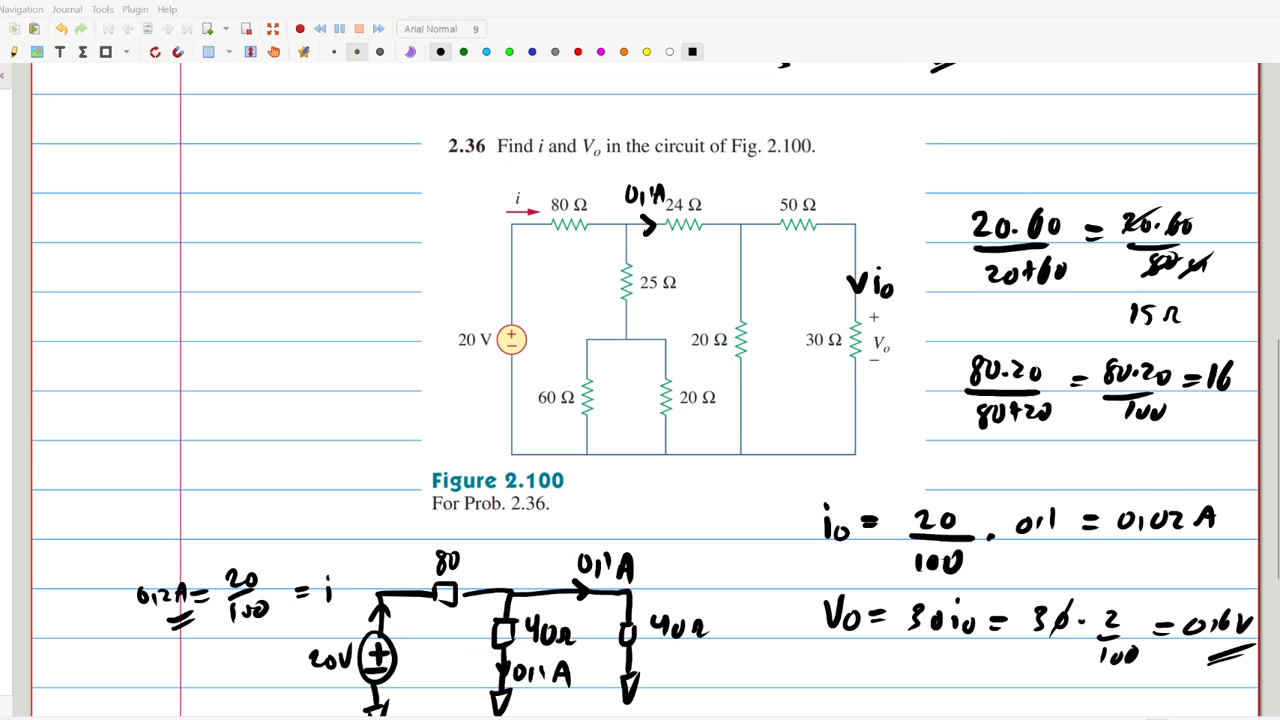 Navigation Journal Tools Plugin Help
Arial Normal 9
2.36 Find i and Vo in the circuit of Fig. 2.100.
i 80 Ω 0,1A 24 Ω 50 Ω
25 Ω
io
20 V
20 Ω
30 Ω
+
Vo
−
60 Ω
20 Ω
Figure 2.100
For Prob. 2.36.
20.60 / 20+60 = 20.60 / 80 4
15 Ω
80.20 / 80+20 = 80.20 / 100 = 16
io = 20 / 100 . 0,1 = 0,02 A
Vo = 30 io = 30 . 2 / 100 = 0,6V
0,2A = 20 / 100 = i
80
0,1A
20V
40Ω
40Ω
0,1A